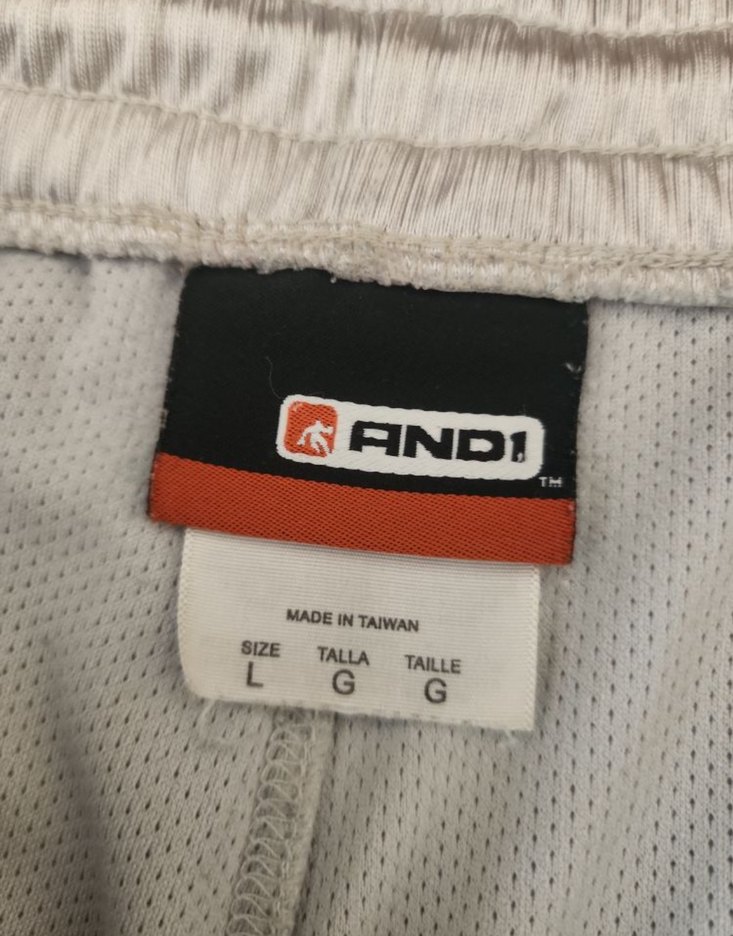 AND1
TM
MADE IN TAIWAN
SIZE TALLA TAILLE
L G G